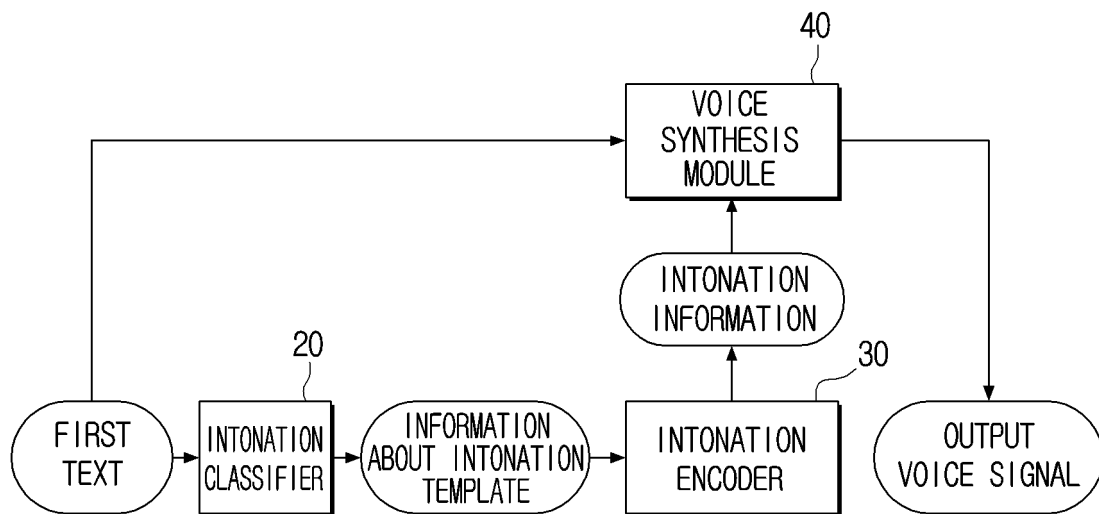 40
VOICE
SYNTHESIS
MODULE
INTONATION
INFORMATION
20
30
FIRST
TEXT
INTONATION
CLASSIFIER
INFORMATION
ABOUT INTONATION
TEMPLATE
INTONATION
ENCODER
OUTPUT
VOICE SIGNAL